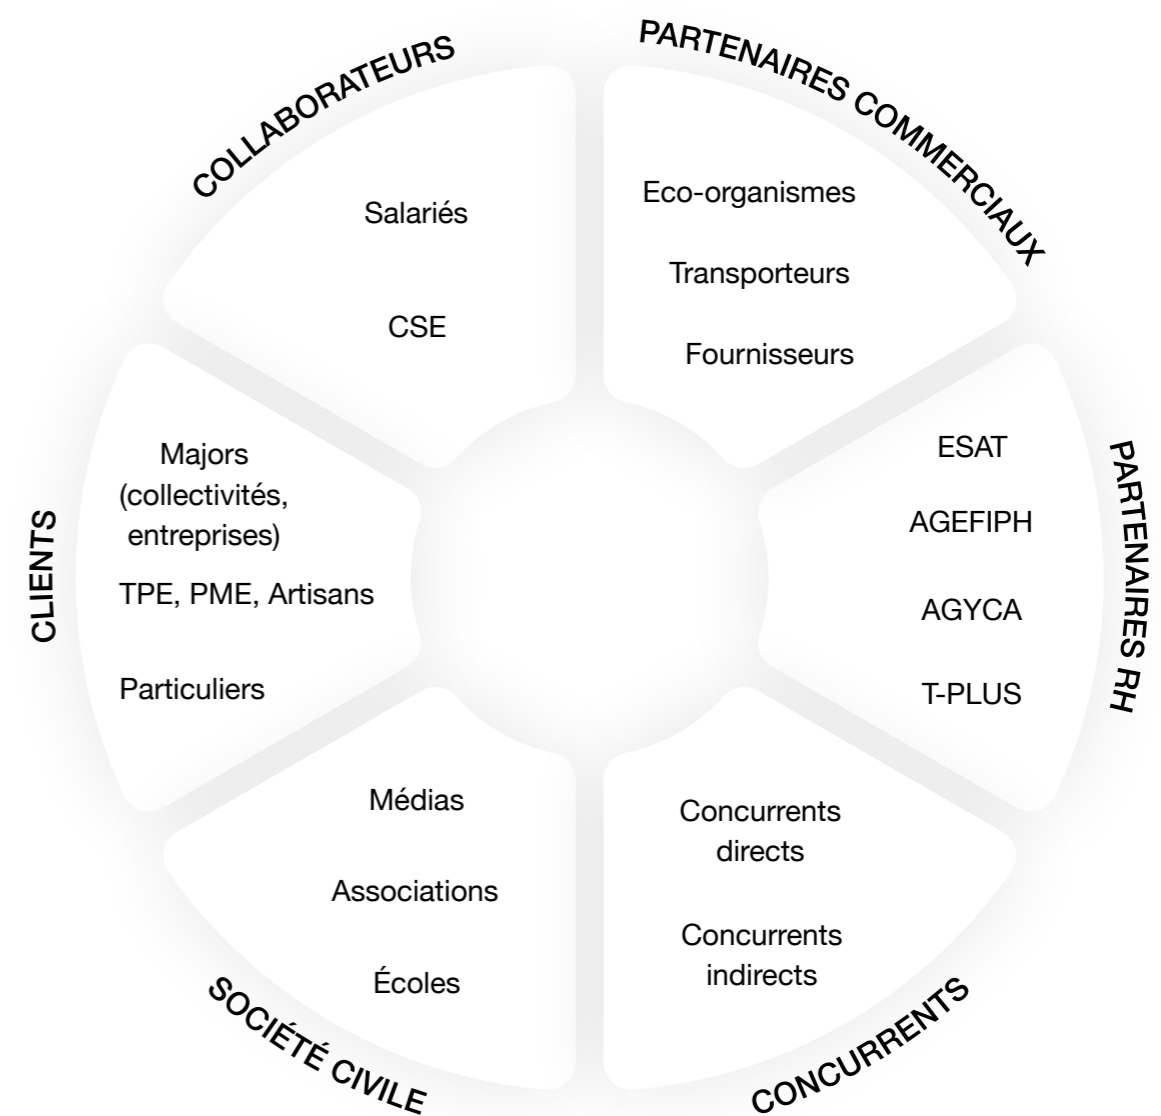 COLLABORATEURS
Salariés
CSE
PARTENAIRES COMMERCIAUX
Eco-organismes
Transporteurs
Fournisseurs
PARTENAIRES RH
ESAT
AGEFIPH
AGYCA
T-PLUS
CONCURRENTS
Concurrents
directs
Concurrents
indirects
SOCIÉTÉ CIVILE
Médias
Associations
Écoles
CLIENTS
Majors
(collectivités,
entreprises)
TPE, PME, Artisans
Particuliers